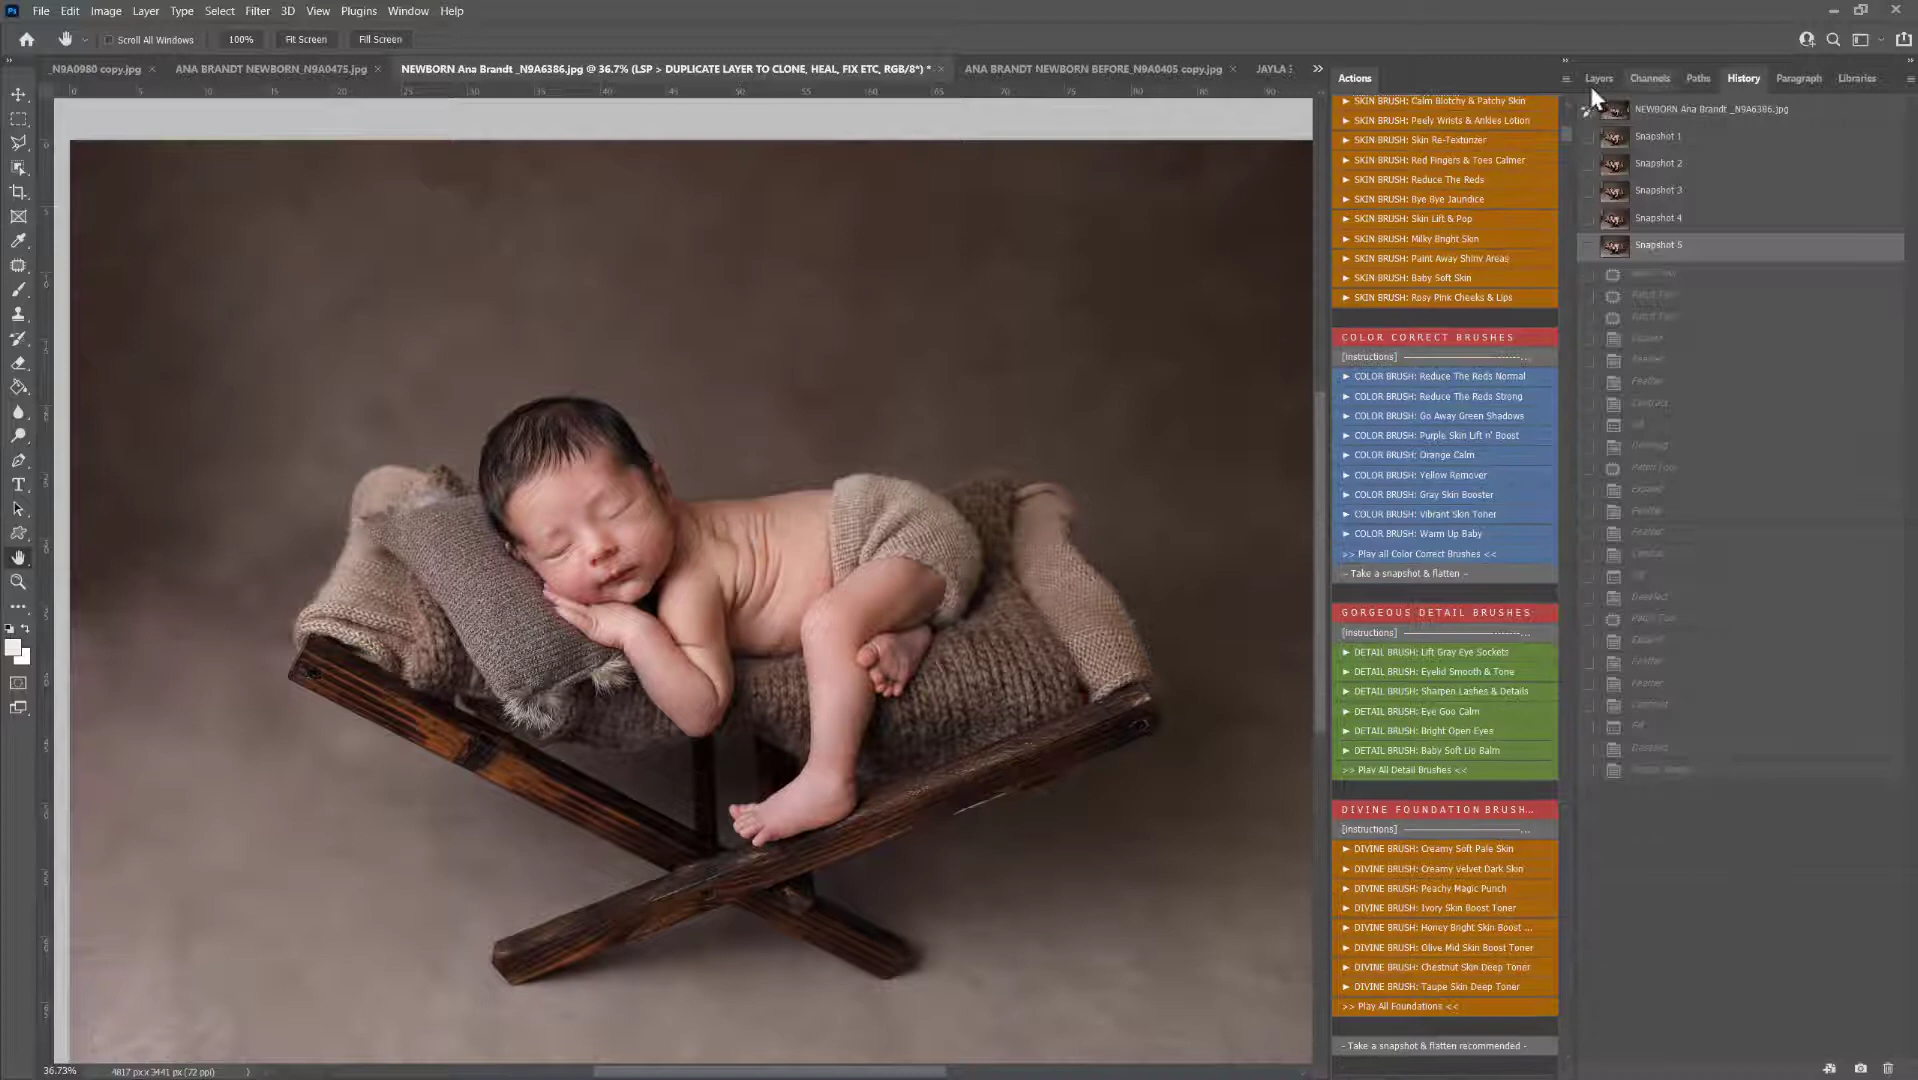 Ps File Edit Image Layer Type Select Filter 3D View Plugins Window Help
Scroll All Windows 100% Fit Screen Fill Screen
_N9A0980 copy.jpg × ANA BRANDT NEWBORN_N9A0475.jpg × NEWBORN Ana Brandt _N9A6386.jpg @ 36.7% (LSP > DUPLICATE LAYER TO CLONE, HEAL, FIX ETC, RGB/8*) * × ANA BRANDT NEWBORN BEFORE_N9A0405 copy.jpg × JAYLA
Actions
SKIN BRUSH: Calm Blotchy & Patchy Skin
SKIN BRUSH: Peely Wrists & Ankles Lotion
SKIN BRUSH: Skin Re-Texturizer
SKIN BRUSH: Red Fingers & Toes Calmer
SKIN BRUSH: Reduce The Reds
SKIN BRUSH: Bye Bye Jaundice
SKIN BRUSH: Skin Lift & Pop
SKIN BRUSH: Milky Bright Skin
SKIN BRUSH: Paint Away Shiny Areas
SKIN BRUSH: Baby Soft Skin
SKIN BRUSH: Rosy Pink Cheeks & Lips
COLOR CORRECT BRUSHES
[instructions] ---------------...
COLOR BRUSH: Reduce The Reds Normal
COLOR BRUSH: Reduce The Reds Strong
COLOR BRUSH: Go Away Green Shadows
COLOR BRUSH: Purple Skin Lift n' Boost
COLOR BRUSH: Orange Calm
COLOR BRUSH: Yellow Remover
COLOR BRUSH: Gray Skin Booster
COLOR BRUSH: Vibrant Skin Toner
COLOR BRUSH: Warm Up Baby
>> Play all Color Correct Brushes <<
- Take a snapshot & flatten -
GORGEOUS DETAIL BRUSHES
[instructions] ---------------...
DETAIL BRUSH: Lift Gray Eye Sockets
DETAIL BRUSH: Eyelid Smooth & Tone
DETAIL BRUSH: Sharpen Lashes & Details
DETAIL BRUSH: Eye Goo Calm
DETAIL BRUSH: Bright Open Eyes
DETAIL BRUSH: Baby Soft Lip Balm
>> Play All Detail Brushes <<
DIVINE FOUNDATION BRUSH...
[instructions] ---------------...
DIVINE BRUSH: Creamy Soft Pale Skin
DIVINE BRUSH: Creamy Velvet Dark Skin
DIVINE BRUSH: Peachy Magic Punch
DIVINE BRUSH: Ivory Skin Boost Toner
DIVINE BRUSH: Honey Bright Skin Boost ...
DIVINE BRUSH: Olive Mid Skin Boost Toner
DIVINE BRUSH: Chestnut Skin Deep Toner
DIVINE BRUSH: Taupe Skin Deep Toner
>> Play All Foundations <<
- Take a snapshot & flatten recommended -
Layers Channels Paths History Paragraph Libraries
NEWBORN Ana Brandt _N9A6386.jpg
Snapshot 1
Snapshot 2
Snapshot 3
Snapshot 4
Snapshot 5
36.73% 4817 px x 3441 px (72 ppi)